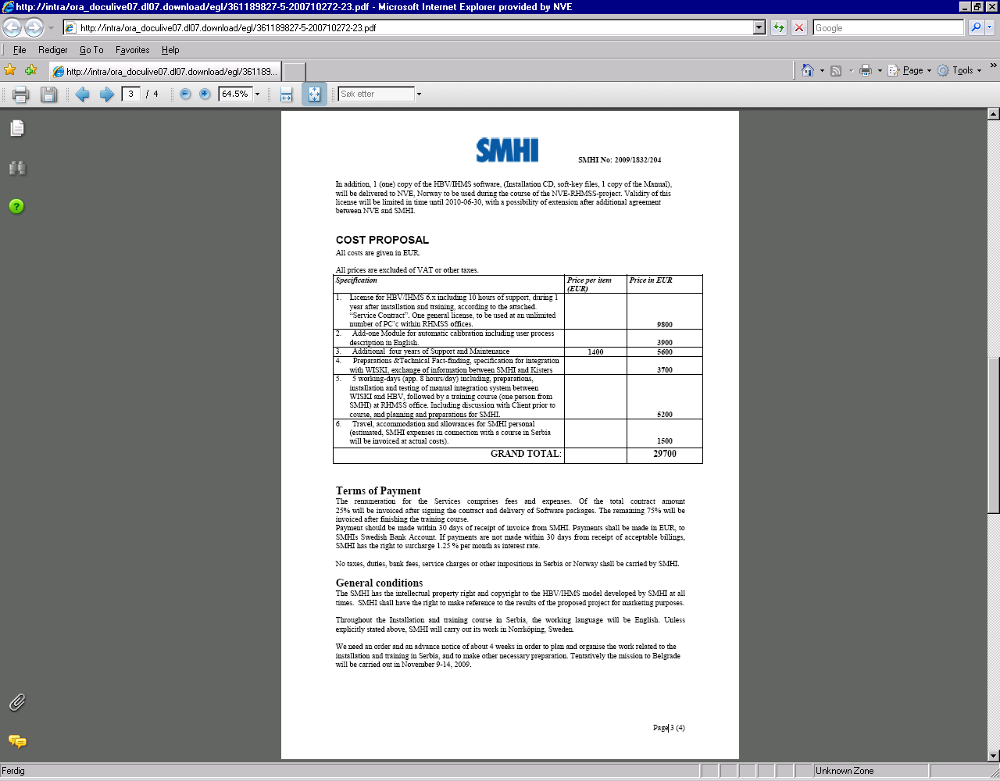 http://intra/ora_doculive07.dl07.download/egl/361189827-5-200710272-23.pdf - Microsoft Internet Explorer provided by NVE
http://intra/ora_doculive07.dl07.download/egl/361189827-5-200710272-23.pdf
Google
File Rediger Go To Favorites Help
http://intra/ora_doculive07.dl07.download/egl/361189...
Page Tools
3 / 4 64.5% Søk etter
SMHI
SMHI No: 2009/1832/204
In addition, 1 (one) copy of the HBV/IHMS software, (Installation CD, soft-key files, 1 copy of the Manual),
will be delivered to NVE, Norway to be used during the course of the NVE-RHMSS-project. Validity of this
license will be limited in time until 2010-06-30, with a possibility of extension after additional agreement
between NVE and SMHI.
COST PROPOSAL
All costs are given in EUR.
All prices are excluded of VAT or other taxes.
Specification Price per item Price in EUR
(EUR)
1. License for HBV/IHMS 6.x including 10 hours of support, during 1
year after installation and training, according to the attached.
“Service Contract”. One general license, to be used at an unlimited
number of PC’c within RHMSS offices. 9800
2. Add-one Module for automatic calibration including user process
description in English. 3900
3. Additional four years of Support and Maintenance 1400 5600
4. Preparations &Technical Fact-finding, specification for integration
with WISKI, exchange of information between SMHI and Kisters 3700
5. 5 working-days (app. 8 hours/day) including, preparations,
installation and testing of manual integration system between
WISKI and HBV, followed by a training course (one person from
SMHI) at RHMSS office. Including discussion with Client prior to
course, and planning and preparations for SMHI. 5200
6. Travel, accommodation and allowances for SMHI personal
(estimated, SMHI expenses in connection with a course in Serbia
will be invoiced at actual costs). 1500
GRAND TOTAL: 29700
Terms of Payment
The remuneration for the Services comprises fees and expenses. Of the total contract amount
25% will be invoiced after signing the contract and delivery of Software packages. The remaining 75% will be
invoiced after finishing the training course.
Payment should be made within 30 days of receipt of invoice from SMHI. Payments shall be made in EUR, to
SMHIs Swedish Bank Account. If payments are not made within 30 days from receipt of acceptable billings,
SMHI has the right to surcharge 1.25 % per month as interest rate.
No taxes, duties, bank fees, service charges or other impositions in Serbia or Norway shall be carried by SMHI.
General conditions
The SMHI has the intellectual property right and copyright to the HBV/IHMS model developed by SMHI at all
times. SMHI shall have the right to make reference to the results of the proposed project for marketing purposes.
Throughout the Installation and training course in Serbia, the working language will be English. Unless
explicitly stated above, SMHI will carry out its work in Norrköping, Sweden.
We need an order and an advance notice of about 4 weeks in order to plan and organise the work related to the
installation and training in Serbia, and to make other necessary preparation. Tentatively the mission to Belgrade
will be carried out in November 9-14, 2009.
Page 3 (4)
Ferdig
Unknown Zone